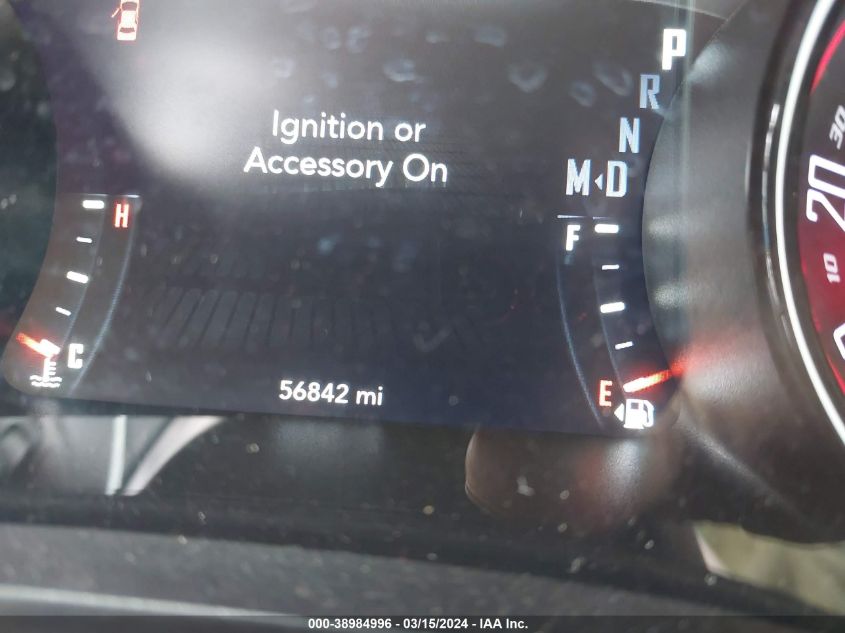 P
R
Ignition or
N
Accessory On
M◂D
H
F
30
20
10
C
56842 mi
E
000-38984996 - 03/15/2024 - IAA Inc.